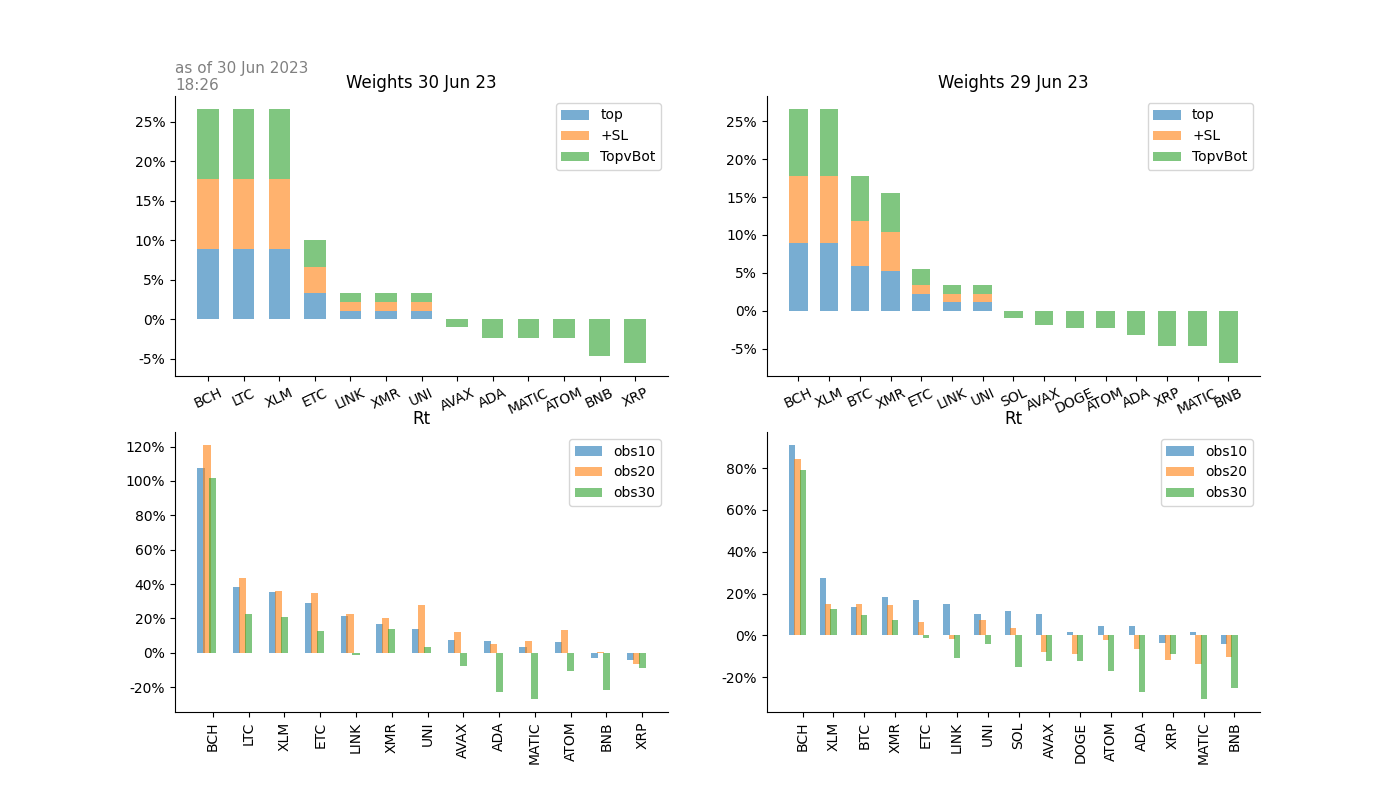 as of 30 Jun 2023
18:26
Weights 30 Jun 23
25%
20%
15%
10%
5%
0%
-5%
top
+SL
TopvBot
BCH LTC XLM ETC LINK XMR UNI AVAX ADA MATIC ATOM BNB XRP
Weights 29 Jun 23
25%
20%
15%
10%
5%
0%
-5%
top
+SL
TopvBot
BCH XLM BTC XMR ETC LINK UNI SOL AVAX DOGE ATOM ADA XRP MATIC BNB
Rt
120%
100%
80%
60%
40%
20%
0%
-20%
obs10
obs20
obs30
BCH LTC XLM ETC LINK XMR UNI AVAX ADA MATIC ATOM BNB XRP
Rt
80%
60%
40%
20%
0%
-20%
obs10
obs20
obs30
BCH XLM BTC XMR ETC LINK UNI SOL AVAX DOGE ATOM ADA XRP MATIC BNB